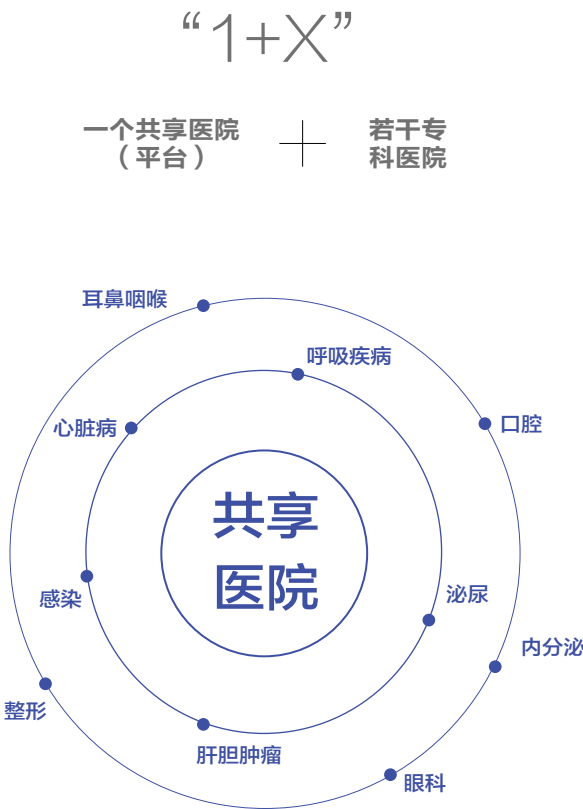 “1+X”
一个共享医院
（平台）
若干专
科医院
耳鼻咽喉
呼吸疾病
口腔
心脏病
共享
医院
感染
泌尿
内分泌
整形
肝胆肿瘤
眼科